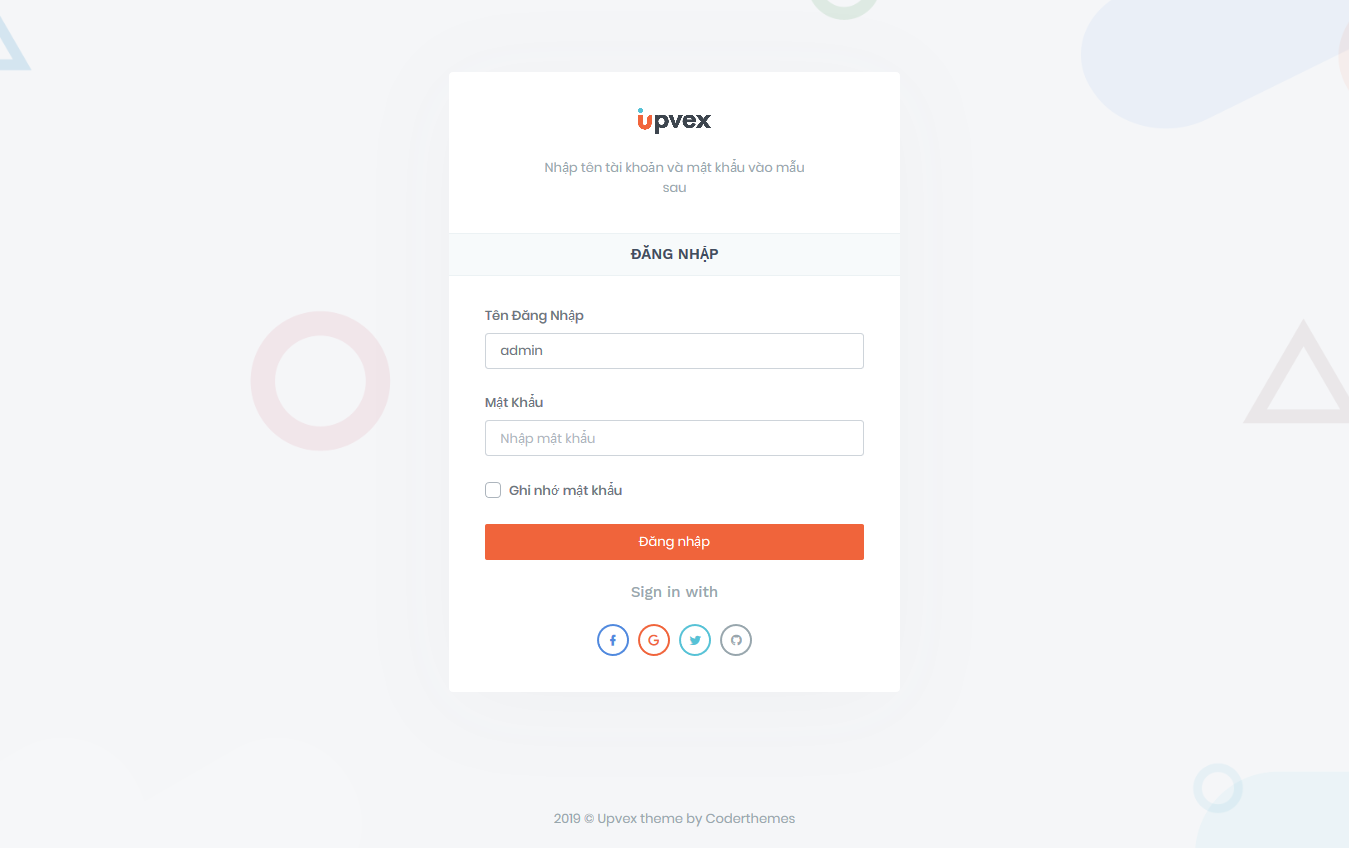 Upvex
Nhập tên tài khoản và mật khẩu vào mẫu
sau
ĐĂNG NHẬP
Tên Đăng Nhập
admin
Mật Khẩu
Nhập mật khẩu
Ghi nhớ mật khẩu
Đăng nhập
Sign in with
2019 © Upvex theme by Coderthemes